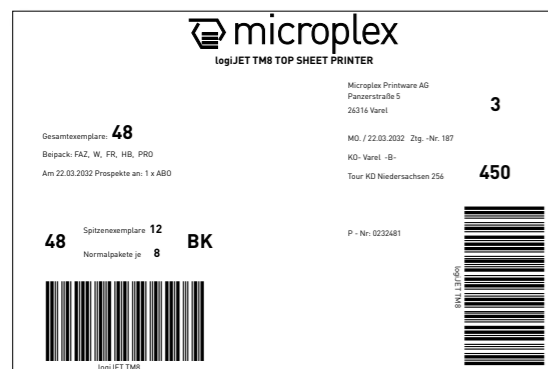 microplex
logiJET TM8 TOP SHEET PRINTER
Microplex Printware AG
Panzerstraße 5
26316 Varel
3
Gesamtexemplare: 48
Beipack: FAZ, W, FR, HB, PRO
Am 22.03.2032 Prospekte an: 1 x ABO
MO. / 22.03.2032 Ztg. -Nr. 187
KO- Varel -B-
Tour KD Niedersachsen 256
450
48
Spitzenexemplare 12
Normalpakete je 8
BK
P - Nr: 0232481
logiJET TM8
logiJET TM8